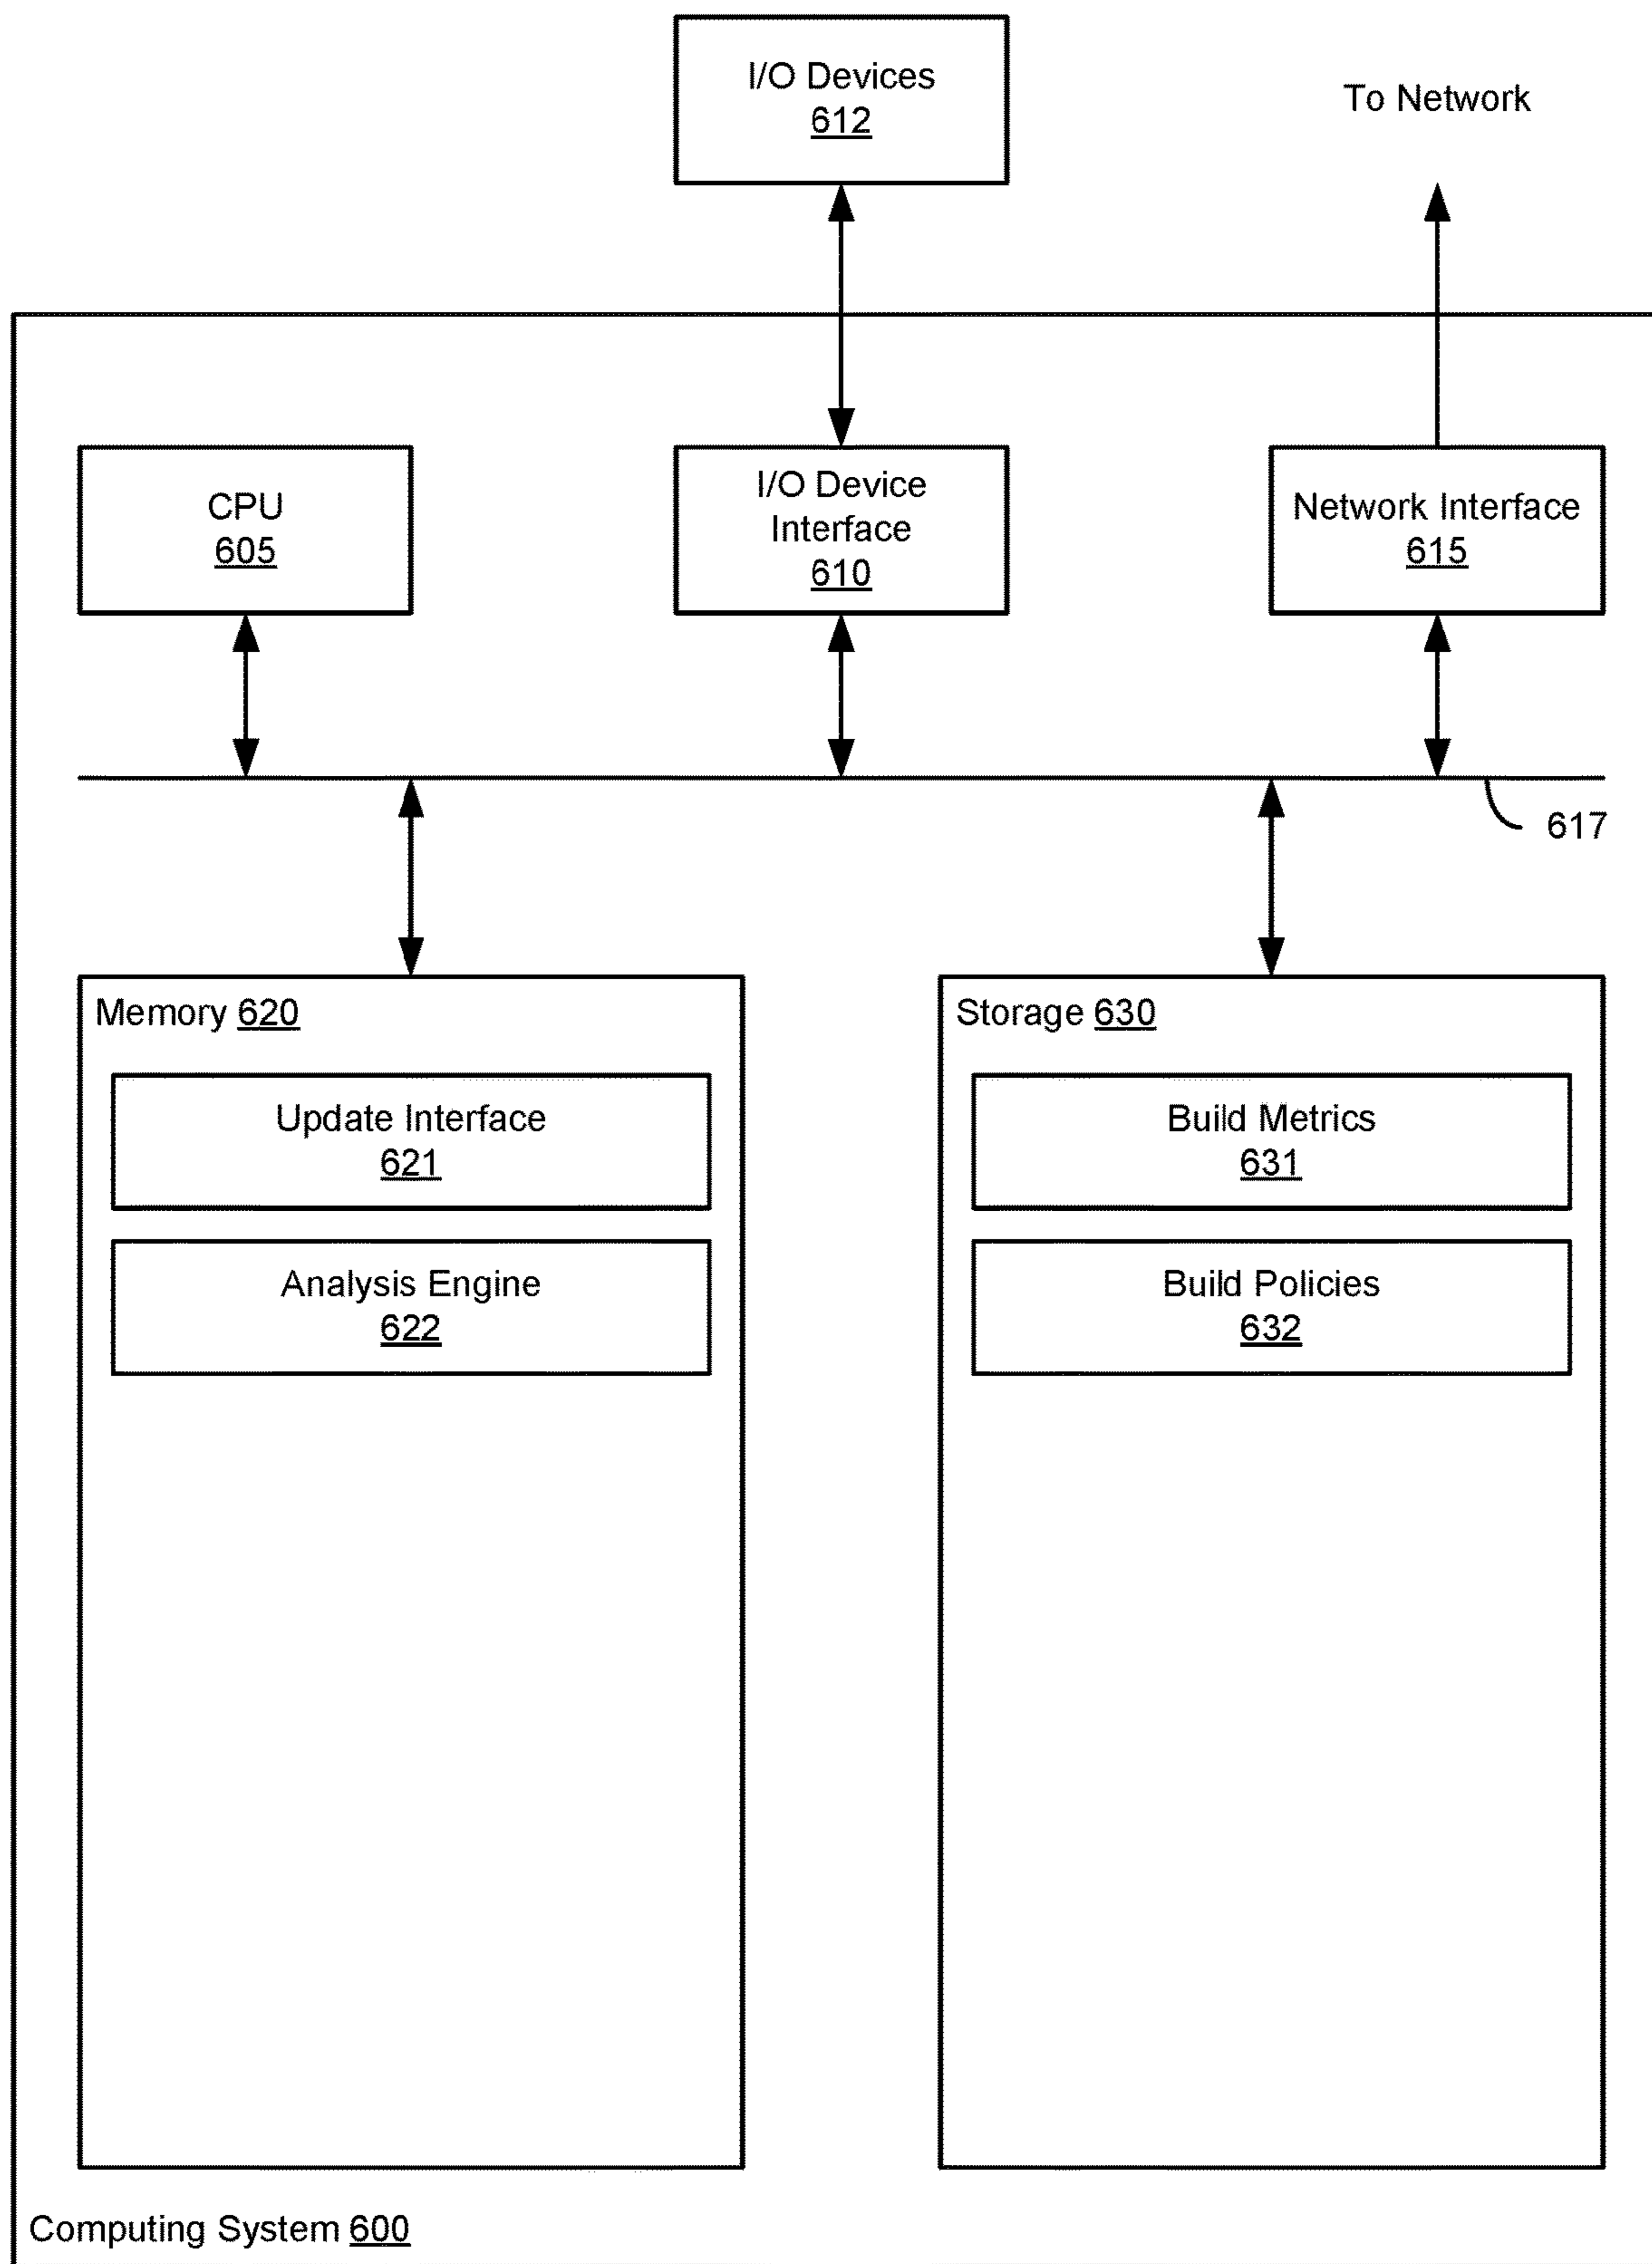 I/O Devices
612
To Network
CPU
605
I/O Device
Interface
610
Network Interface
615
617
Memory 620
Update Interface
621
Analysis Engine
622
Storage 630
Build Metrics
631
Build Policies
632
Computing System 600